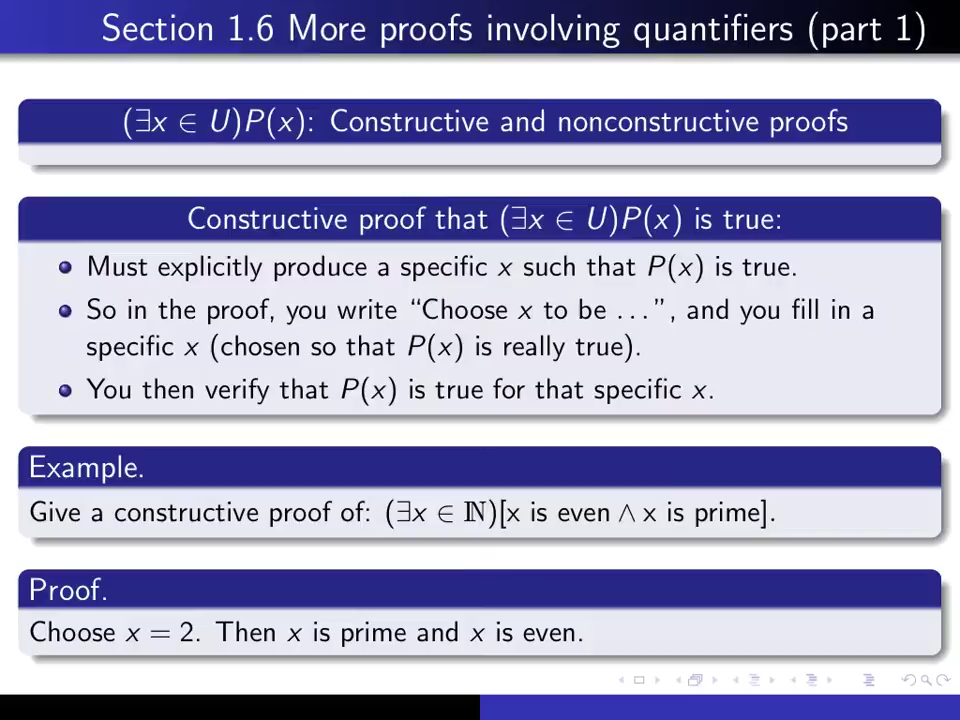 Section 1.6 More proofs involving quantifiers (part 1)
(∃x ∈ U)P(x): Constructive and nonconstructive proofs
Constructive proof that (∃x ∈ U)P(x) is true:
Must explicitly produce a specific x such that P(x) is true.
So in the proof, you write “Choose x to be . . . ”, and you fill in a
specific x (chosen so that P(x) is really true).
You then verify that P(x) is true for that specific x.
Example.
Give a constructive proof of: (∃x ∈ ℕ)[x is even ∧ x is prime].
Proof.
Choose x = 2. Then x is prime and x is even.